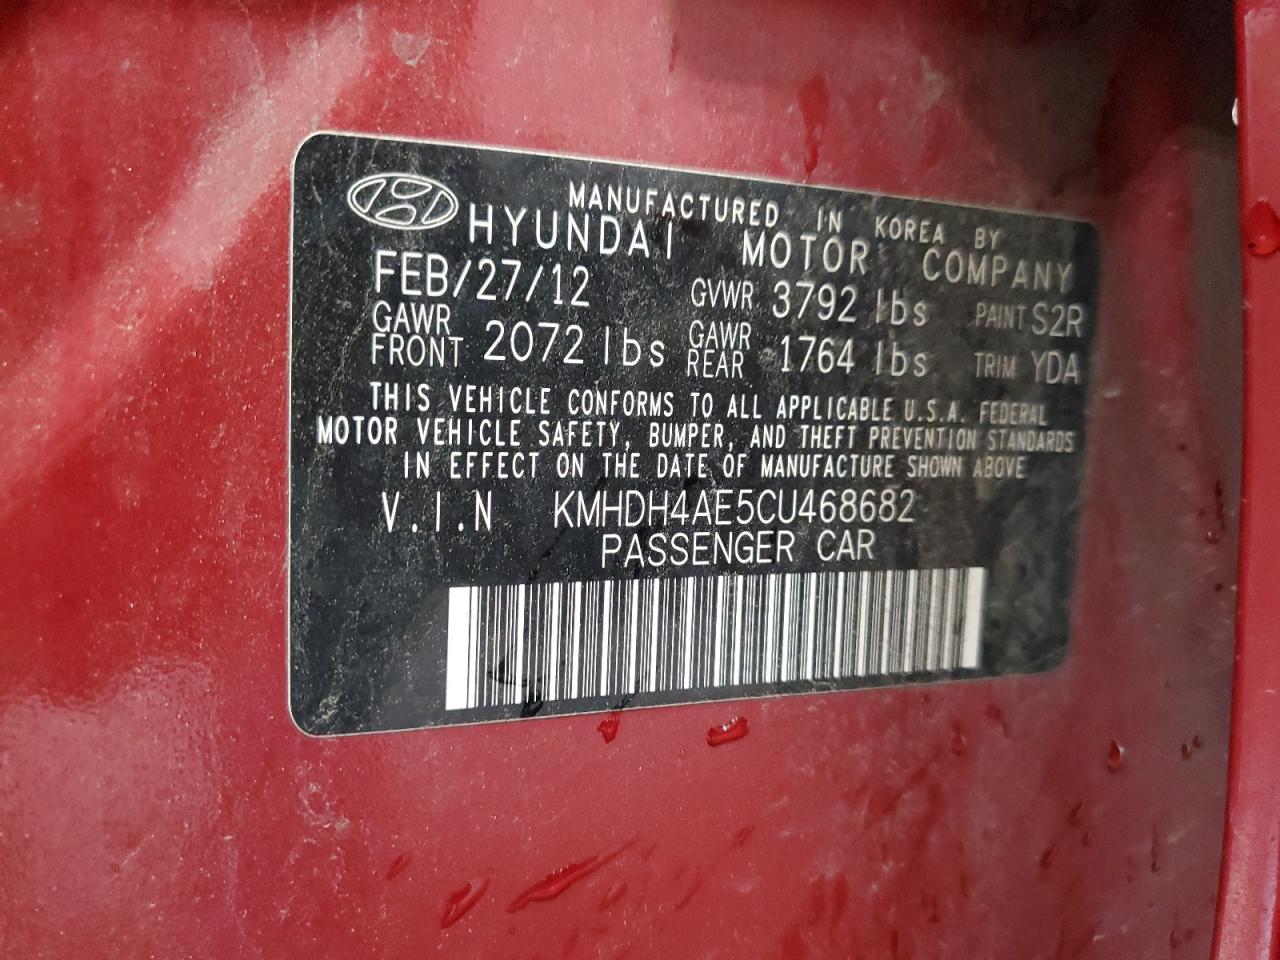 MANUFACTURED IN KOREA BY
HYUNDAI MOTOR COMPANY
FEB/27/12 GVWR 3792 lbs PAINT S2R
GAWR FRONT 2072 lbs GAWR REAR 1764 lbs TRIM YDA
THIS VEHICLE CONFORMS TO ALL APPLICABLE U.S.A. FEDERAL
MOTOR VEHICLE SAFETY, BUMPER, AND THEFT PREVENTION STANDARDS
IN EFFECT ON THE DATE OF MANUFACTURE SHOWN ABOVE
V.I.N KMHDH4AE5CU468682
PASSENGER CAR